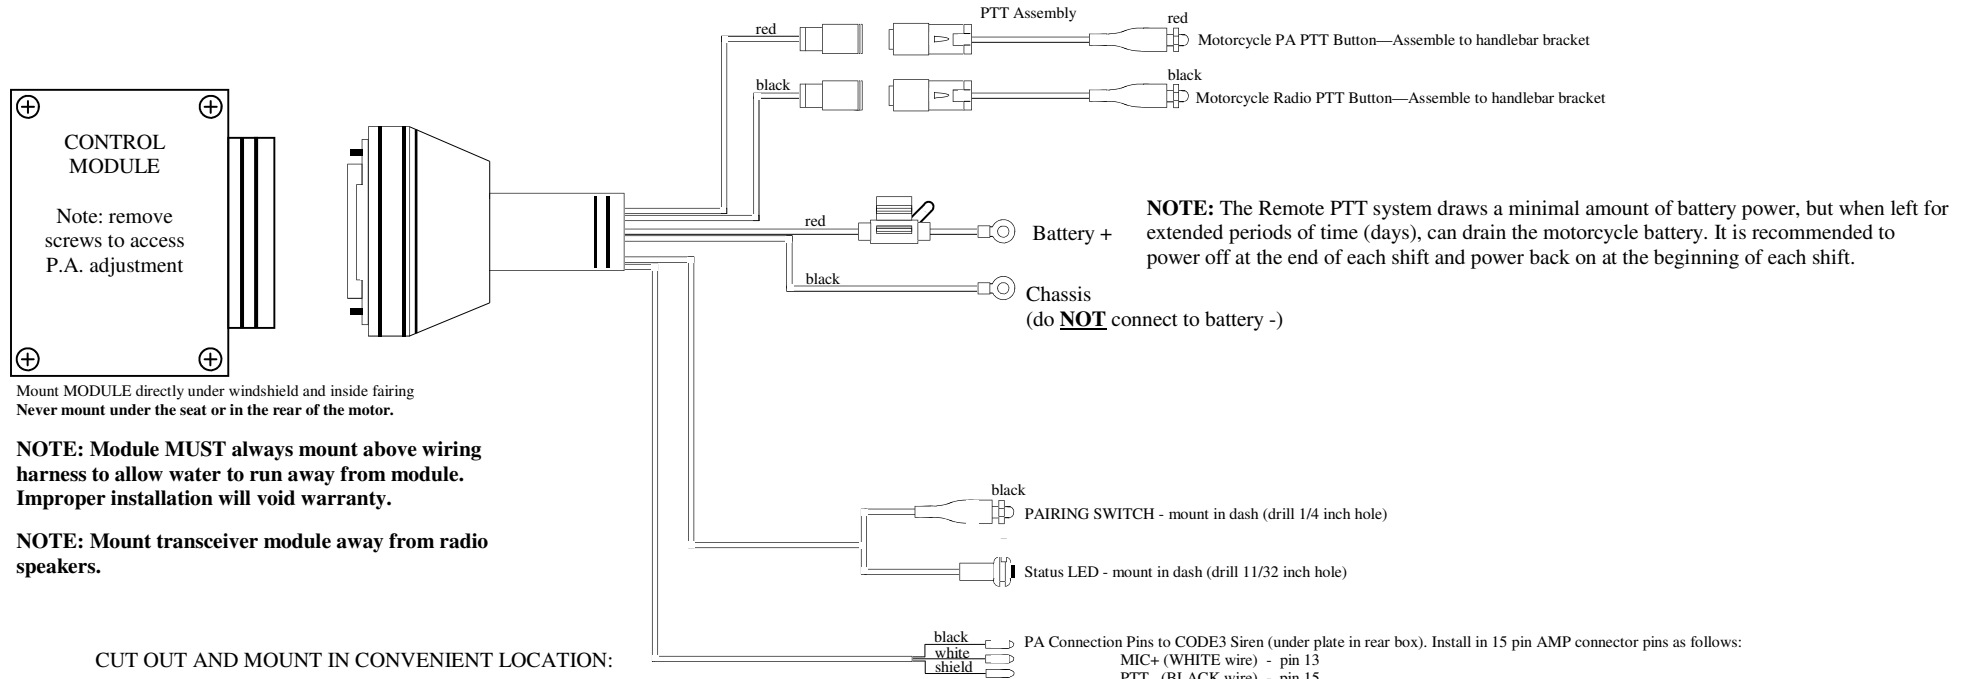 PTT Assembly
red
red
Motorcycle PA PTT Button—Assemble to handlebar bracket
black
black
Motorcycle Radio PTT Button—Assemble to handlebar bracket
CONTROL
MODULE
Note: remove
screws to access
P.A. adjustment
red
Battery +
NOTE: The Remote PTT system draws a minimal amount of battery power, but when left for
extended periods of time (days), can drain the motorcycle battery. It is recommended to
power off at the end of each shift and power back on at the beginning of each shift.
black
Chassis
(do NOT connect to battery -)
Mount MODULE directly under windshield and inside fairing
Never mount under the seat or in the rear of the motor.
NOTE: Module MUST always mount above wiring
harness to allow water to run away from module.
Improper installation will void warranty.
NOTE: Mount transceiver module away from radio
speakers.
black
PAIRING SWITCH - mount in dash (drill 1/4 inch hole)
Status LED - mount in dash (drill 11/32 inch hole)
CUT OUT AND MOUNT IN CONVENIENT LOCATION:
black
white
shield
PA Connection Pins to CODE3 Siren (under plate in rear box). Install in 15 pin AMP connector pins as follows:
MIC+ (WHITE wire) - pin 13
PTT (BLACK wire) - pin 15